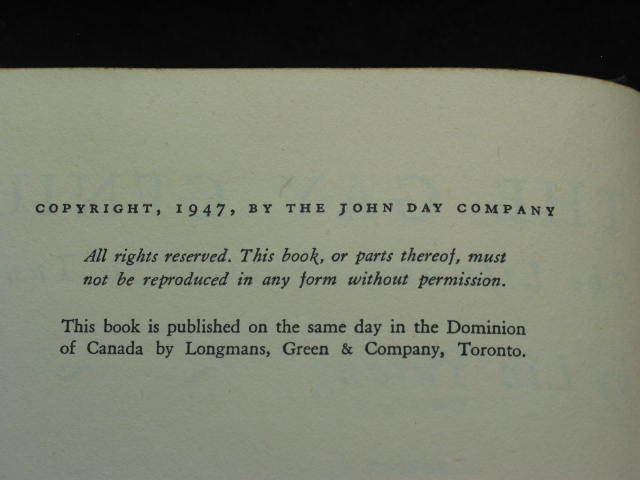 COPYRIGHT, 1947, BY THE JOHN DAY COMPANY
All rights reserved. This book, or parts thereof, must
not be reproduced in any form without permission.
This book is published on the same day in the Dominion
of Canada by Longmans, Green & Company, Toronto.